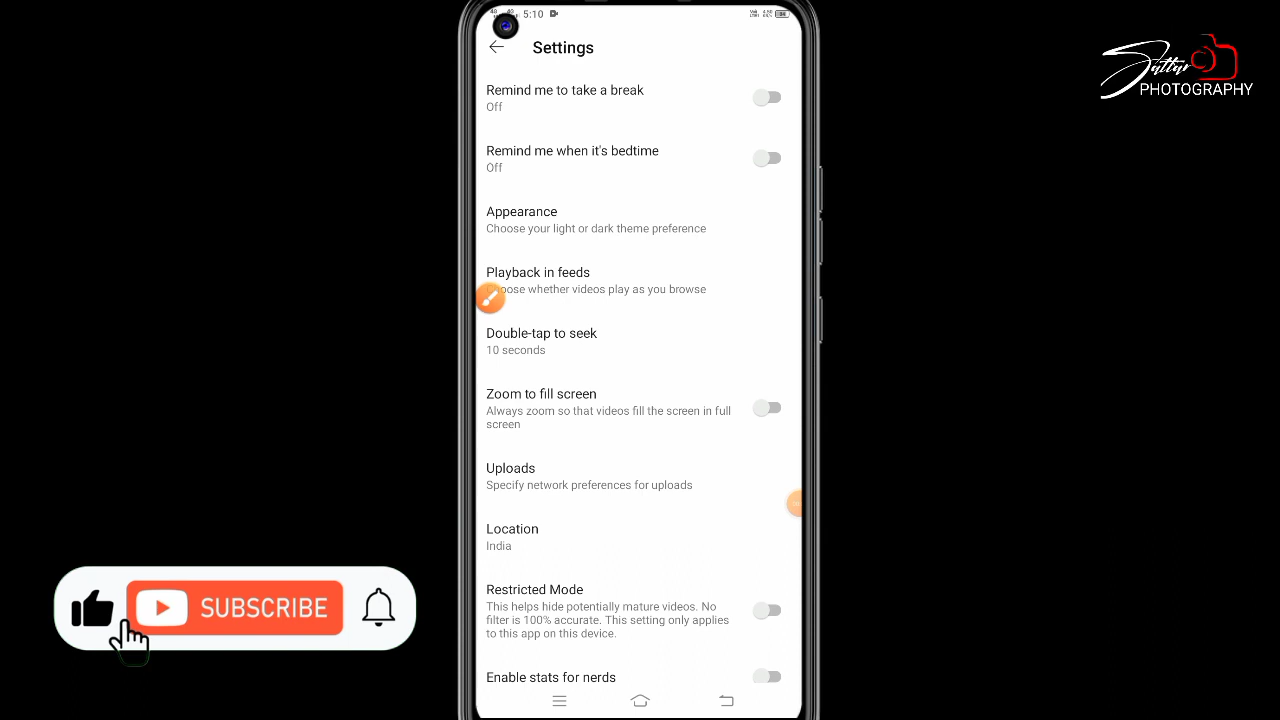 5:10
Settings
Remind me to take a break
Off
Remind me when it's bedtime
Off
Appearance
Choose your light or dark theme preference
Playback in feeds
oose whether videos play as you browse
Double-tap to seek
10 seconds
Zoom to fill screen
Always zoom so that videos fill the screen in full
screen
Uploads
Specify network preferences for uploads
Location
India
Restricted Mode
This helps hide potentially mature videos. No
filter is 100% accurate. This setting only applies
to this app on this device.
Enable stats for nerds
SUBSCRIBE
PHOTOGRAPHY